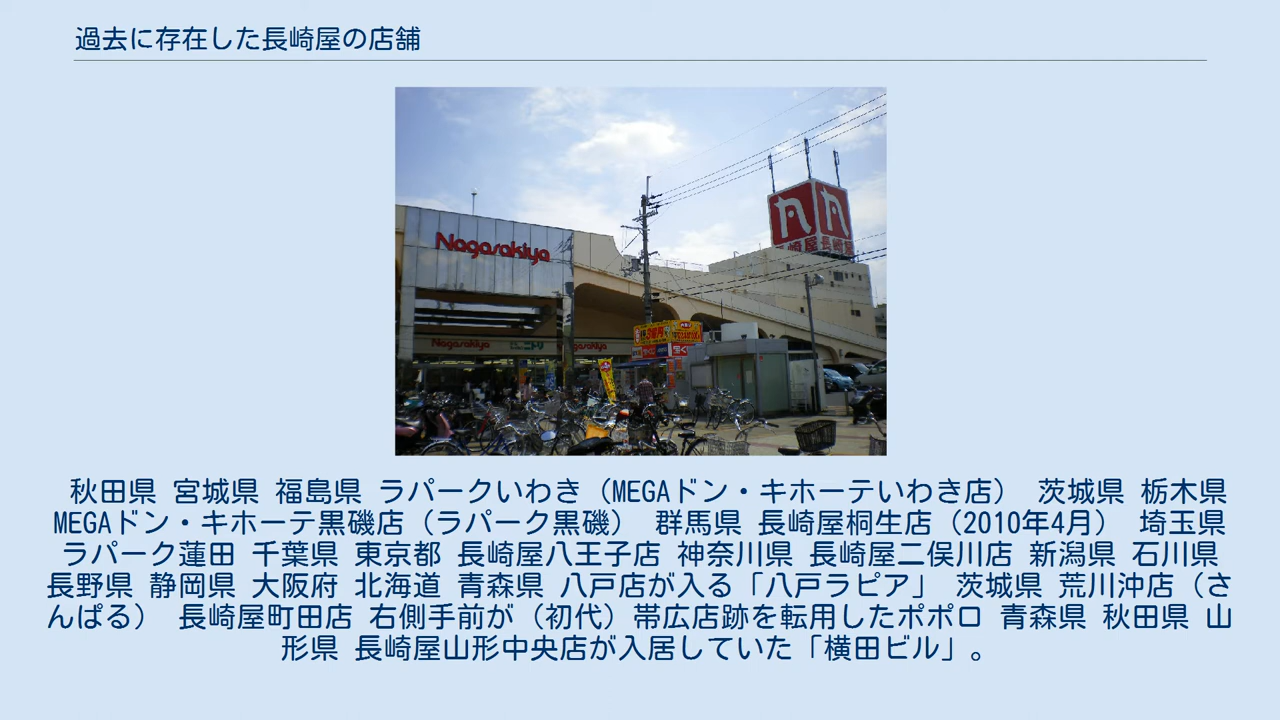 過去に存在した長崎屋の店舗
Nagasakiya
長崎屋 長崎屋
Nagasakiya ニトリ Nagasakiya
秋田県 宮城県 福島県 ラパークいわき（MEGAドン・キホーテいわき店） 茨城県 栃木県
MEGAドン・キホーテ黒磯店（ラパーク黒磯） 群馬県 長崎屋桐生店（2010年4月） 埼玉県
ラパーク蓮田 千葉県 東京都 長崎屋八王子店 神奈川県 長崎屋二俣川店 新潟県 石川県
長野県 静岡県 大阪府 北海道 青森県 八戸店が入る「八戸ラピア」 茨城県 荒川沖店（さ
んぱる） 長崎屋町田店 右側手前が（初代）帯広店跡を転用したポポロ 青森県 秋田県 山
形県 長崎屋山形中央店が入居していた「横田ビル」。